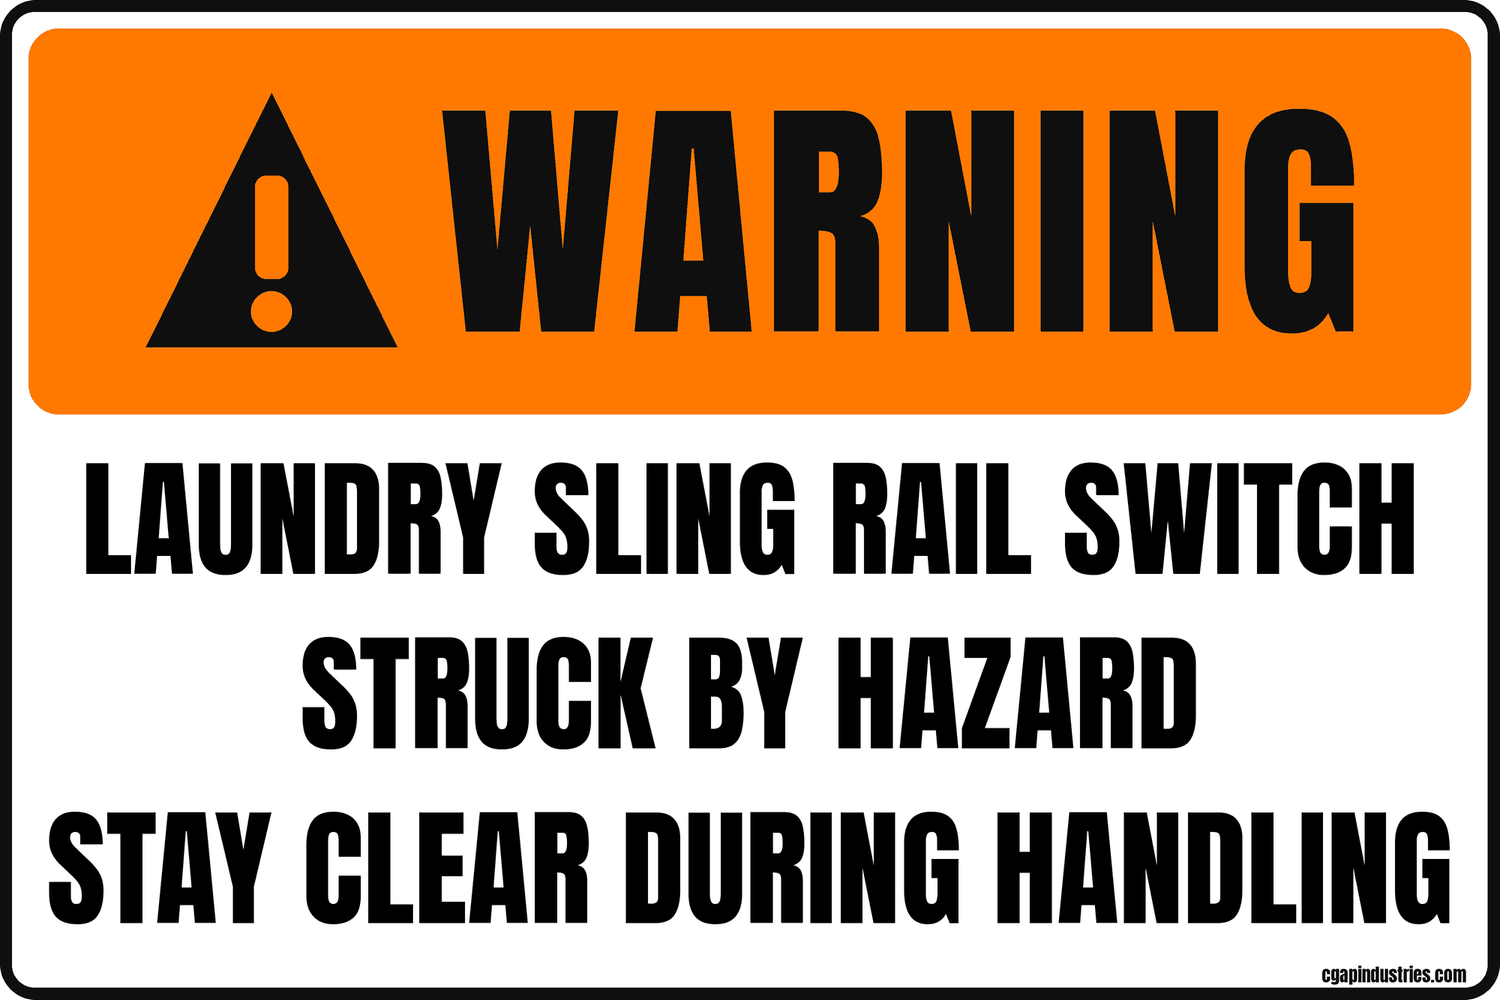 WARNING
LAUNDRY SLING RAIL SWITCH
STRUCK BY HAZARD
STAY CLEAR DURING HANDLING
cgapindustries.com